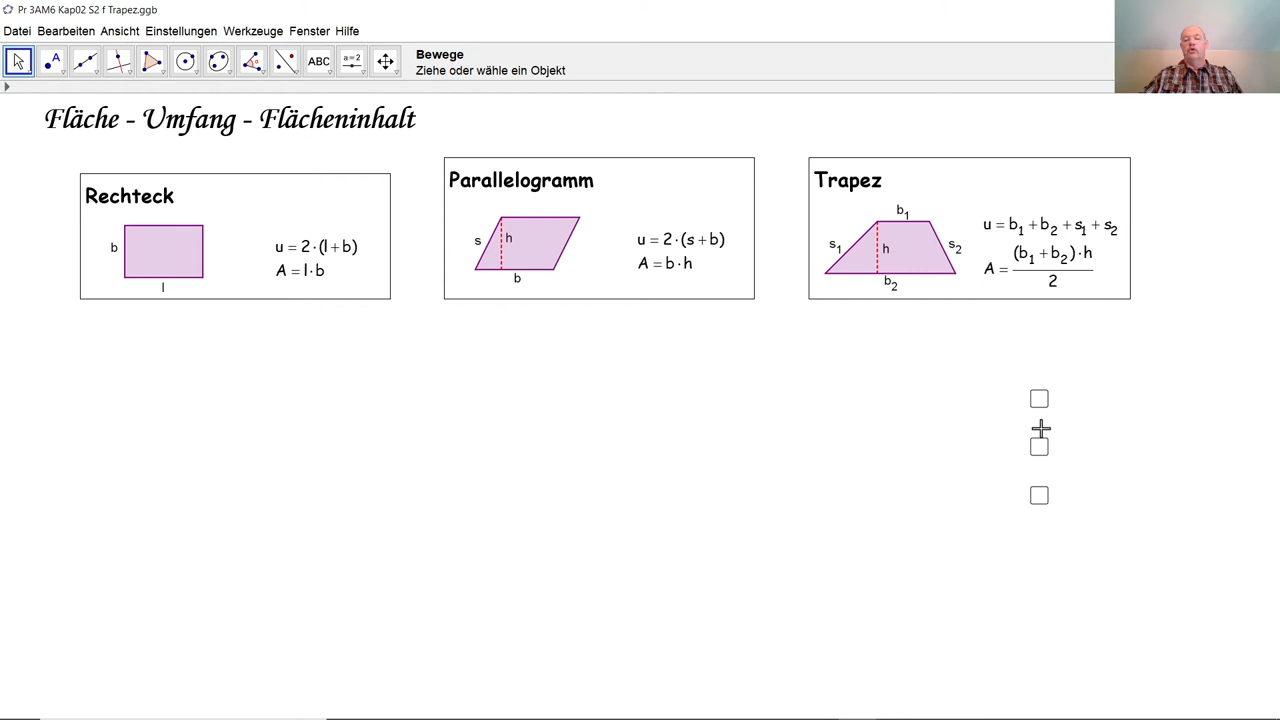 Pr 3AM6 Kap02 S2 f Trapez.ggb
Datei Bearbeiten Ansicht Einstellungen Werkzeuge Fenster Hilfe
A
α
ABC
a=2
Bewege
Ziehe oder wähle ein Objekt
Fläche - Umfang - Flächeninhalt
Rechteck
b
l
u = 2·(l+b)
A = l·b
Parallelogramm
s
h
b
u = 2·(s+b)
A = b·h
Trapez
b₁
s₁
h
s₂
b₂
u = b₁ + b₂ + s₁ + s₂
A = (b₁ + b₂)·h
2